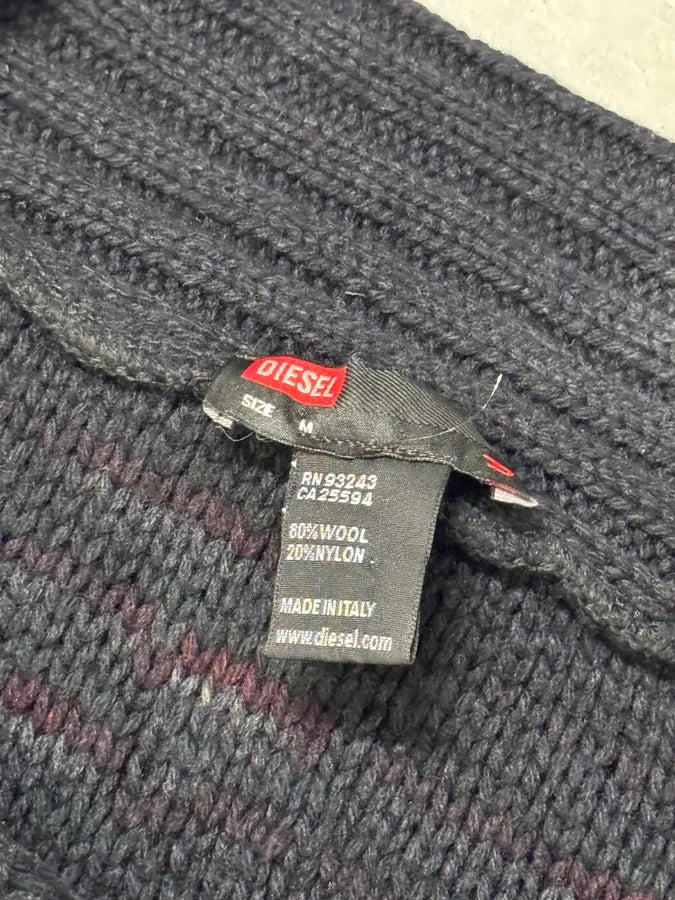 DIESEL
SIZE M
RN 93243
CA 25594
80%WOOL
20%NYLON
MADE IN ITALY
www.diesel.com